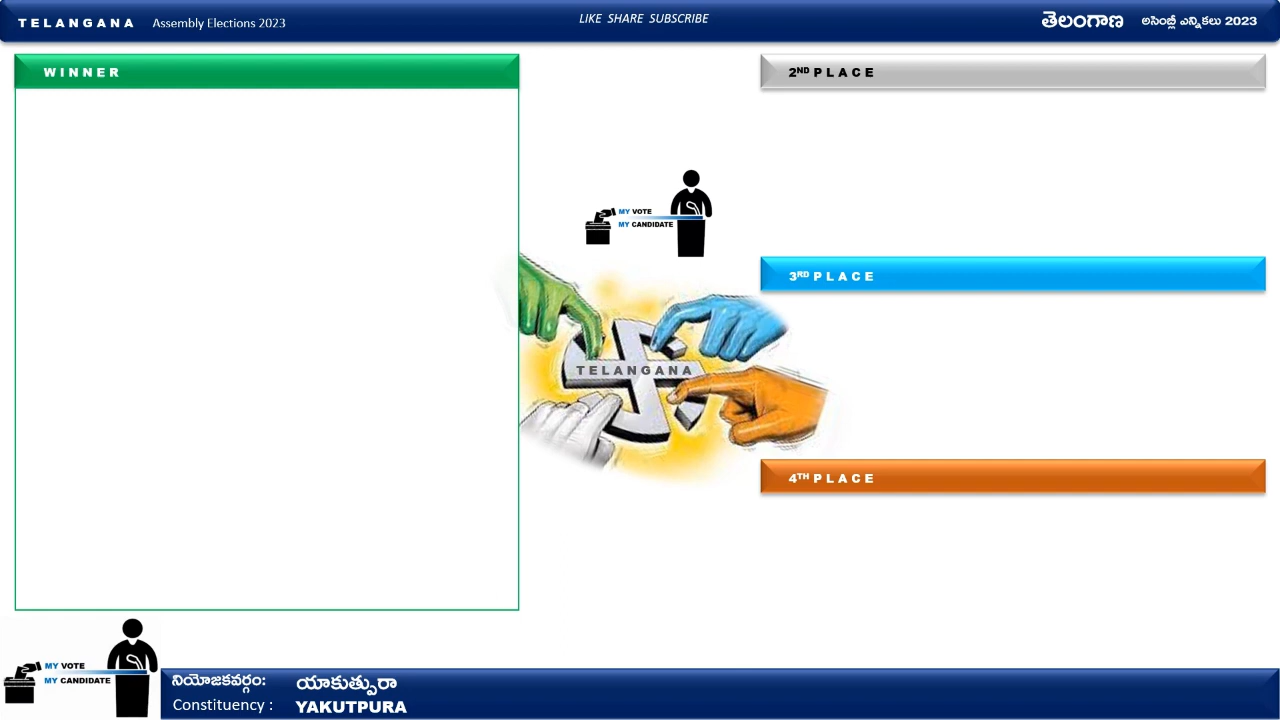 TELANGANA Assembly Elections 2023
LIKE SHARE SUBSCRIBE
తెలంగాణ అసెంబ్లీ ఎన్నికలు 2023
WINNER
2ND PLACE
MY VOTE
MY CANDIDATE
3RD PLACE
TELANGANA
4TH PLACE
MY VOTE
MY CANDIDATE
నియోజకవర్గం: యాకుత్పురా
Constituency : YAKUTPURA